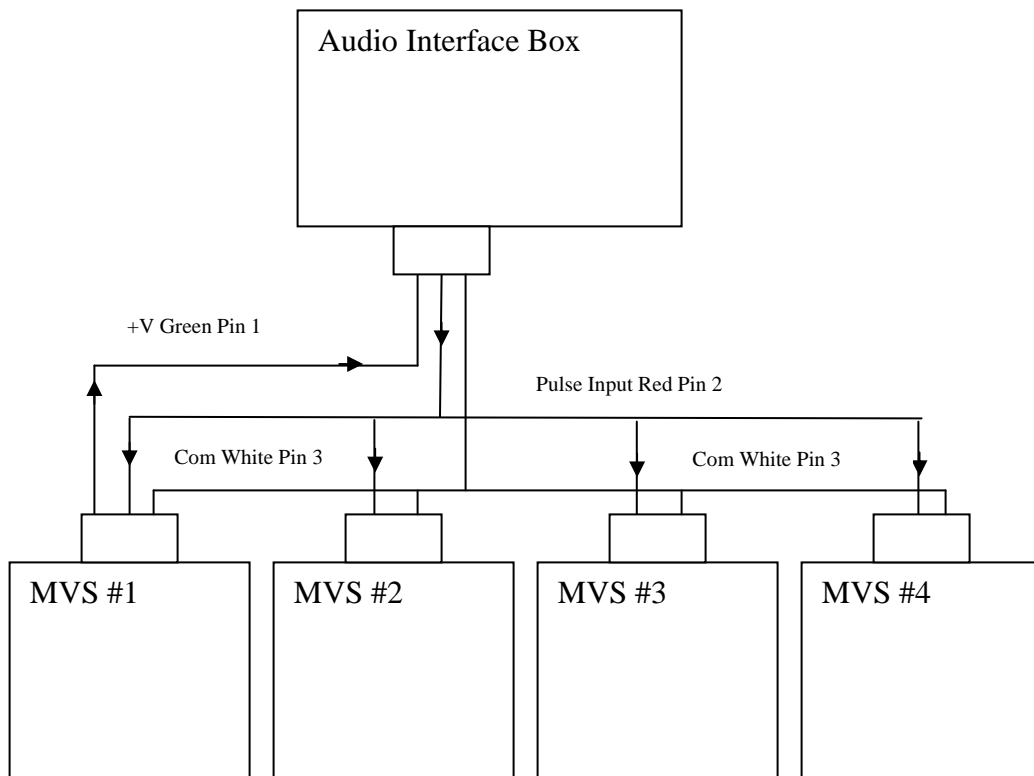 Audio Interface Box
+V Green Pin 1
Pulse Input Red Pin 2
Com White Pin 3
Com White Pin 3
MVS #1
MVS #2
MVS #3
MVS #4